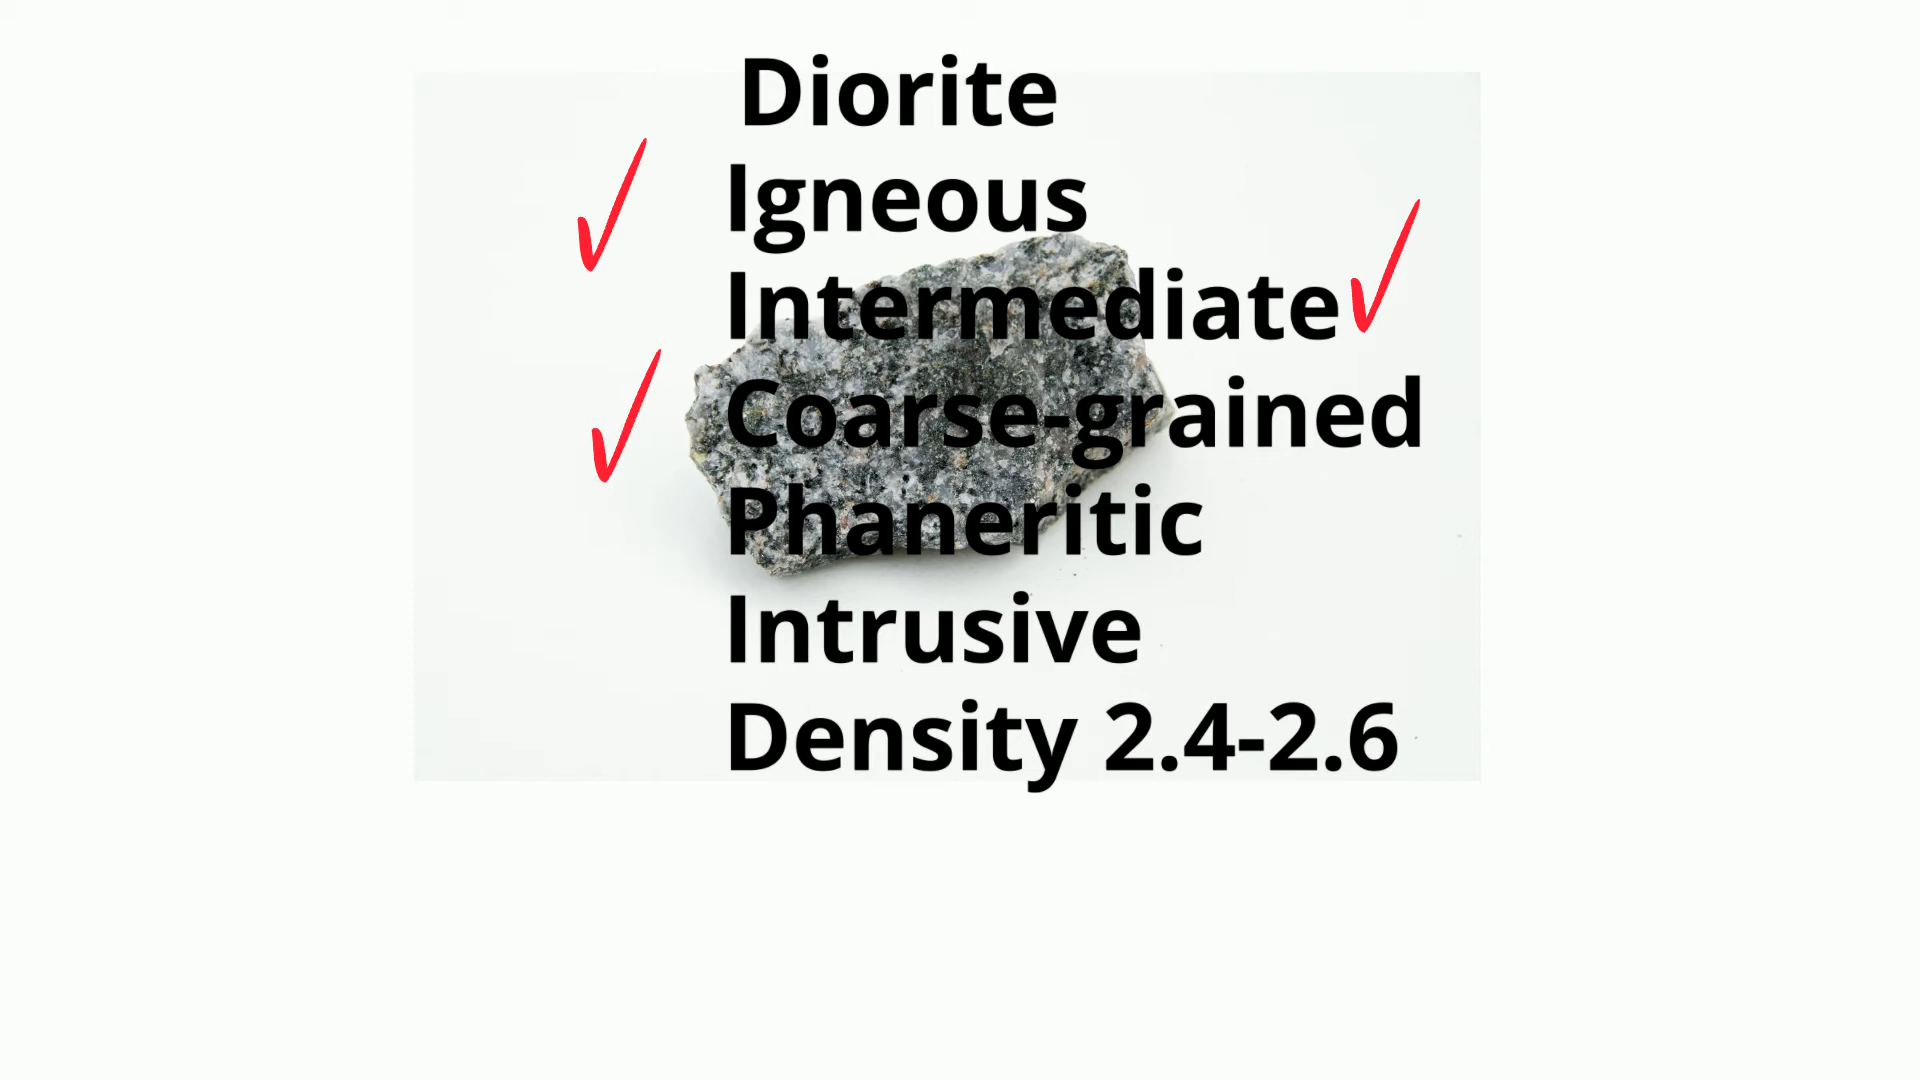 Diorite
Igneous
Intermediate
Coarse-grained
Phaneritic
Intrusive
Density 2.4-2.6